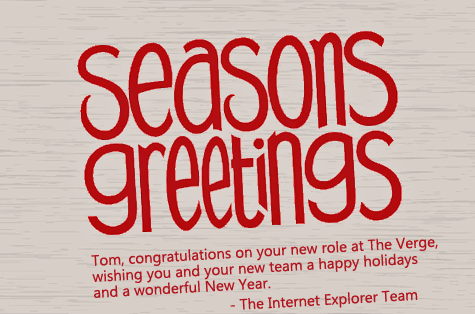 seasons
greetings
Tom, congratulations on your new role at The Verge,
wishing you and your new team a happy holidays
and a wonderful New Year.
- The Internet Explorer Team